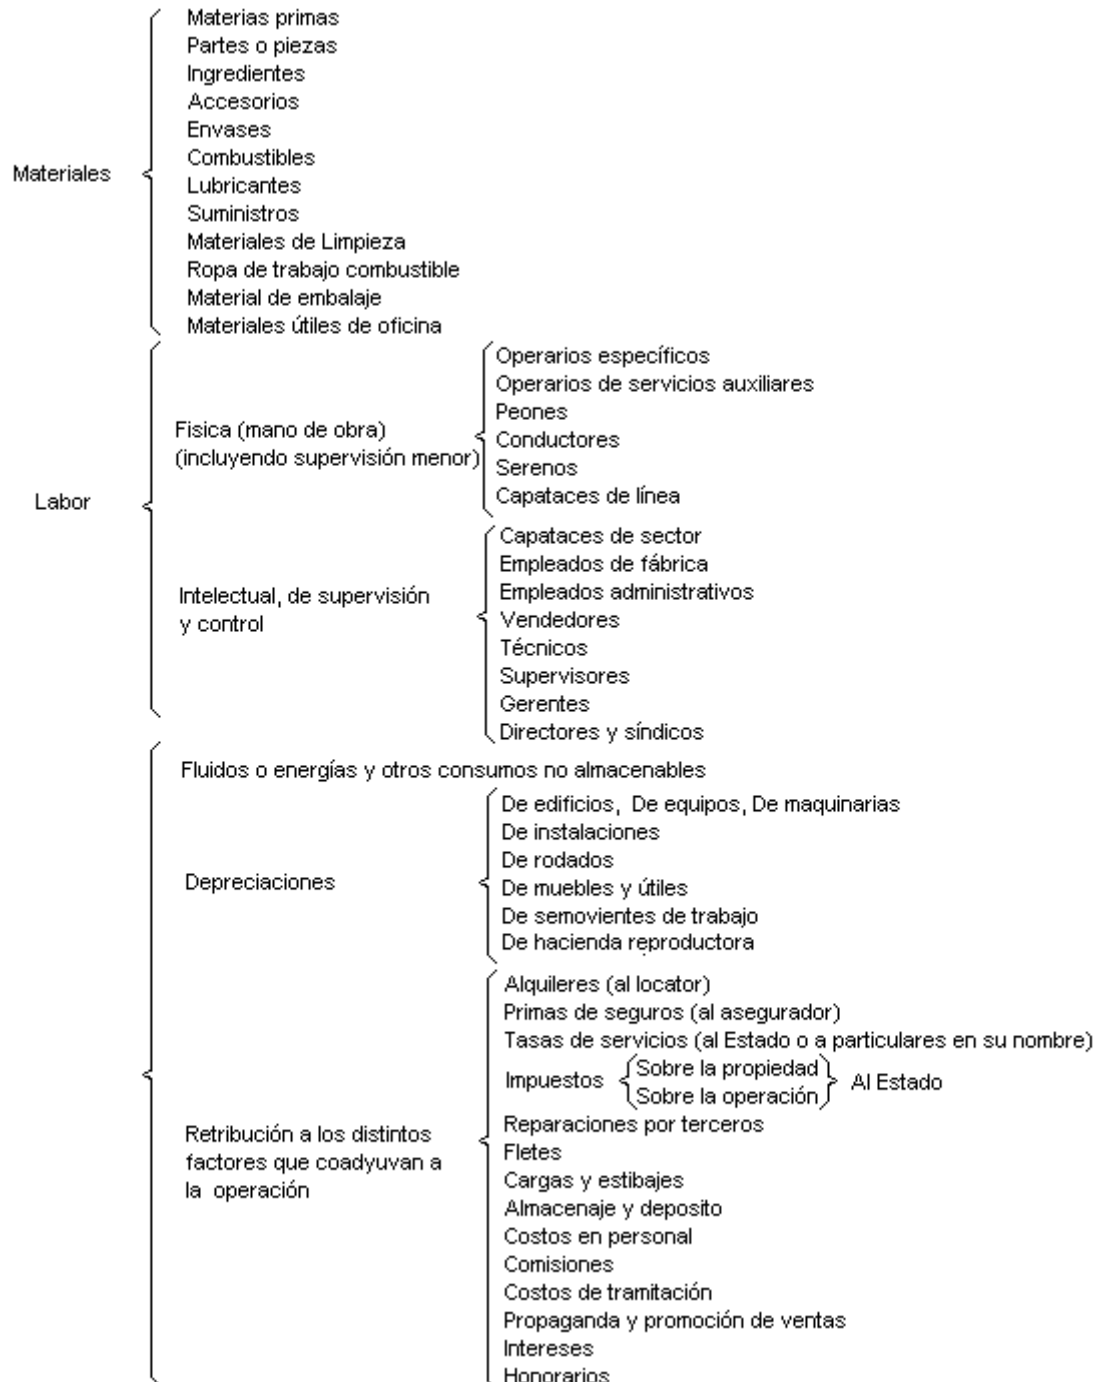 Materiales
Materias primas
Partes o piezas
Ingredientes
Accesorios
Envases
Combustibles
Lubricantes
Suministros
Materiales de Limpieza
Ropa de trabajo combustible
Material de embalaje
Materiales útiles de oficina
Labor
Fisica (mano de obra)
(incluyendo supervisión menor)
Operarios específicos
Operarios de servicios auxiliares
Peones
Conductores
Serenos
Capataces de línea
Intelectual, de supervisión
y control
Capataces de sector
Empleados de fábrica
Empleados administrativos
Vendedores
Técnicos
Supervisores
Gerentes
Directores y síndicos
Fluidos o energías y otros consumos no almacenables
Depreciaciones
De edificios, De equipos, De maquinarias
De instalaciones
De rodados
De muebles y útiles
De semovientes de trabajo
De hacienda reproductora
Retribución a los distintos
factores que coadyuvan a
la operación
Alquileres (al locator)
Primas de seguros (al asegurador)
Tasas de servicios (al Estado o a particulares en su nombre)
Impuestos
Sobre la propiedad
Sobre la operación
Al Estado
Reparaciones por terceros
Fletes
Cargas y estibajes
Almacenaje y deposito
Costos en personal
Comisiones
Costos de tramitación
Propaganda y promoción de ventas
Intereses
Honorarios